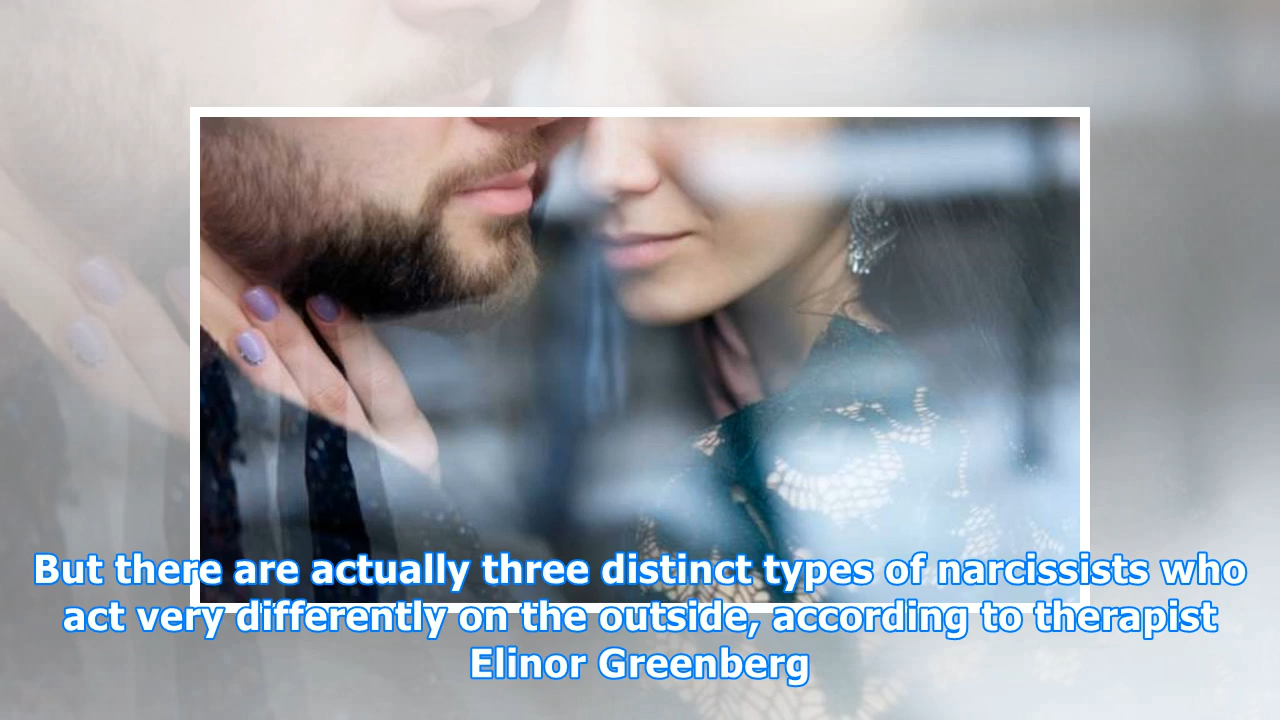 But there are actually three distinct types of narcissists who
act very differently on the outside, according to therapist
Elinor Greenberg